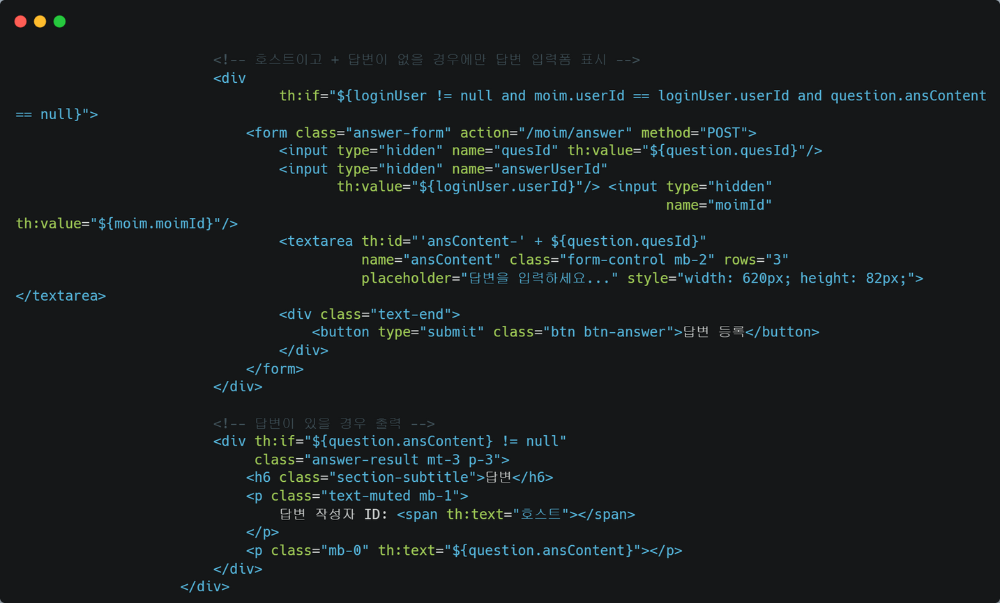 <!-- 호스트이고 + 답변이 없을 경우에만 답변 입력폼 표시 -->
<div
th:if="${loginUser != null and moim.userId == loginUser.userId and question.ansContent
== null}">
<form class="answer-form" action="/moim/answer" method="POST">
<input type="hidden" name="quesId" th:value="${question.quesId}"/>
<input type="hidden" name="answerUserId"
th:value="${loginUser.userId}"/> <input type="hidden"
name="moimId"
th:value="${moim.moimId}"/>
<textarea th:id="'ansContent-' + ${question.quesId}"
name="ansContent" class="form-control mb-2" rows="3"
placeholder="답변을 입력하세요..." style="width: 620px; height: 82px;">
</textarea>
<div class="text-end">
<button type="submit" class="btn btn-answer">답변 등록</button>
</div>
</form>
</div>
<!-- 답변이 있을 경우 출력 -->
<div th:if="${question.ansContent} != null"
class="answer-result mt-3 p-3">
<h6 class="section-subtitle">답변</h6>
<p class="text-muted mb-1">
답변 작성자 ID: <span th:text="호스트"></span>
</p>
<p class="mb-0" th:text="${question.ansContent}"></p>
</div>
</div>